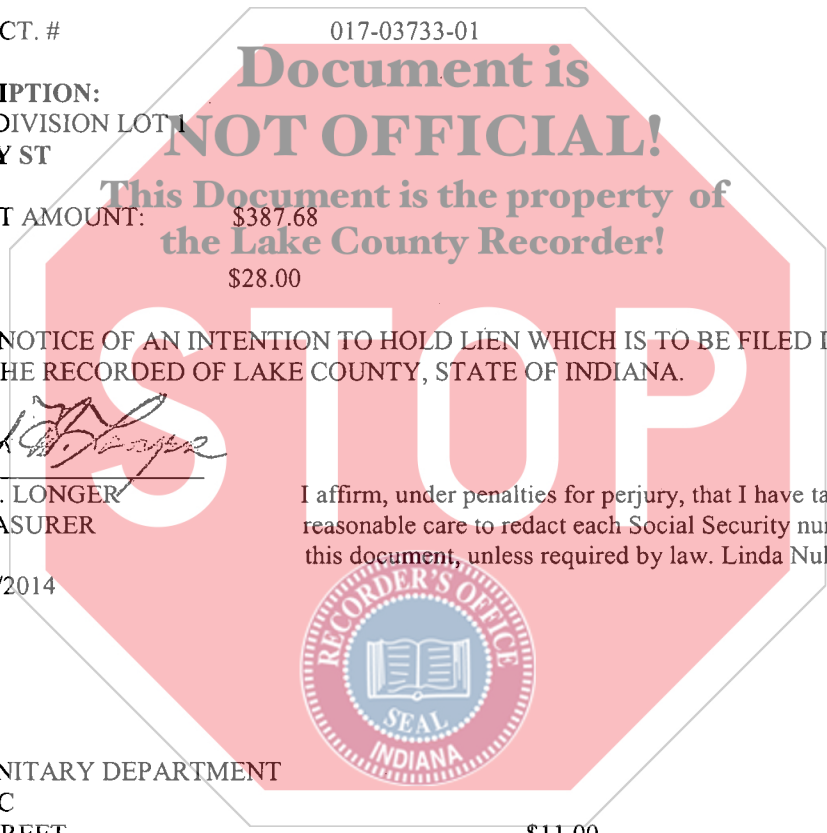 CT. # 017-03733-01
Document is
IPTION:
DIVISION LOT 1
NOT OFFICIAL!
Y ST
This Document is the property of
T AMOUNT: $387.68
the Lake County Recorder!
$28.00
STOP
NOTICE OF AN INTENTION TO HOLD LIEN WHICH IS TO BE FILED I
HE RECORDED OF LAKE COUNTY, STATE OF INDIANA.
. LONGER
ASURER
/2014
I affirm, under penalties for perjury, that I have ta
reasonable care to redact each Social Security nu
this document, unless required by law. Linda Nul
RECORDER'S OFFICE
SEAL
INDIANA
NITARY DEPARTMENT
C
REET $11.00